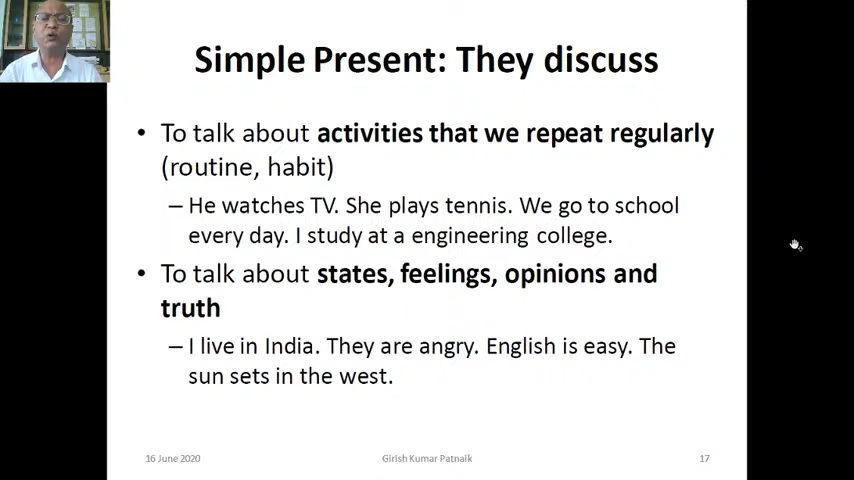 Simple Present: They discuss
• To talk about activities that we repeat regularly
(routine, habit)
– He watches TV. She plays tennis. We go to school
every day. I study at a engineering college.
• To talk about states, feelings, opinions and
truth
– I live in India. They are angry. English is easy. The
sun sets in the west.
16 June 2020 Girish Kumar Patnaik 17